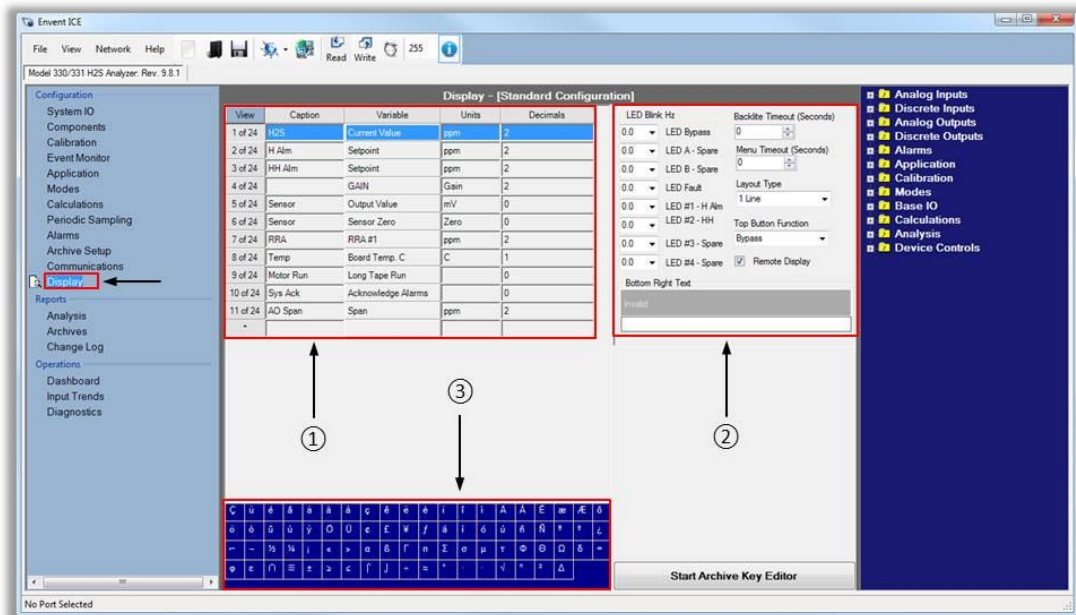 Envent ICE
File View Network Help Read Write 255
Model 330/331 H2S Analyzer: Rev. 9.8.1
Configuration
System IO
Components
Calibration
Event Monitor
Application
Modes
Calculations
Periodic Sampling
Alarms
Archive Setup
Communications
Display
Reports
Analysis
Archives
Change Log
Operations
Dashboard
Input Trends
Diagnostics
Display - [Standard Configuration]
View Caption Variable Units Decimals
1 of 24 H2S Current Value ppm 2
2 of 24 H Alm Setpoint ppm 2
3 of 24 HH Alm Setpoint ppm 2
4 of 24 GAIN Gain 2
5 of 24 Sensor Output Value mV 0
6 of 24 Sensor Sensor Zero Zero 0
7 of 24 RRA RRA #1 ppm 2
8 of 24 Temp Board Temp. C C 1
9 of 24 Motor Run Long Tape Run 0
10 of 24 Sys Ack Acknowledge Alarms 0
11 of 24 AO Span Span ppm 2
*
①
③
LED Blink Hz
0.0 LED Bypass
0.0 LED A - Spare
0.0 LED B - Spare
0.0 LED Fault
0.0 LED #1 - H Alm
0.0 LED #2 - HH
0.0 LED #3 - Spare
0.0 LED #4 - Spare
Backlite Timeout (Seconds)
0
Menu Timeout (Seconds)
0
Layout Type
1 Line
Top Button Function
Bypass
Remote Display
Bottom Right Text
Invalid
②
Start Archive Key Editor
Analog Inputs
Discrete Inputs
Analog Outputs
Discrete Outputs
Alarms
Application
Calibration
Modes
Base IO
Calculations
Analysis
Device Controls
No Port Selected